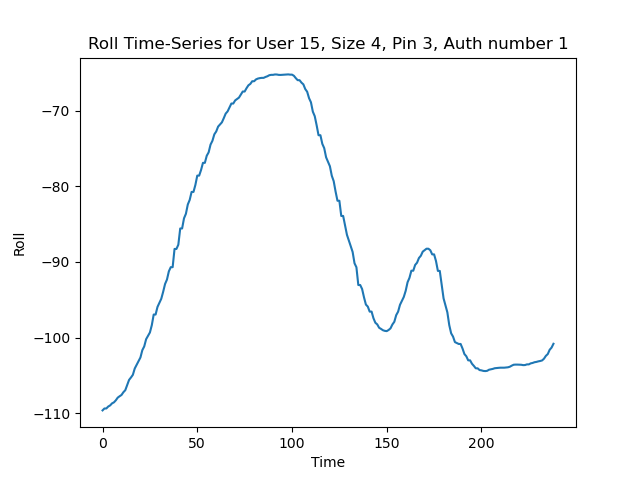 Roll Time-Series for User 15, Size 4, Pin 3, Auth number 1
−70
−80
−90
−100
−110
Roll
0 50 100 150 200
Time